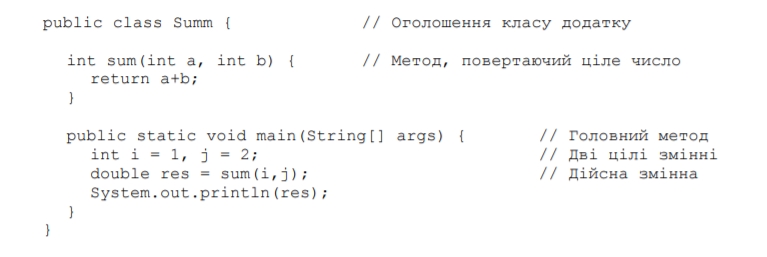 public class Summ { // Оголошення класу додатку
int sum(int a, int b) { // Метод, повертаючий ціле число
return a+b;
}
public static void main(String[] args) { // Головний метод
int i = 1, j = 2; // Дві цілі змінні
double res = sum(i,j); // Дійсна змінна
System.out.println(res);
}
}